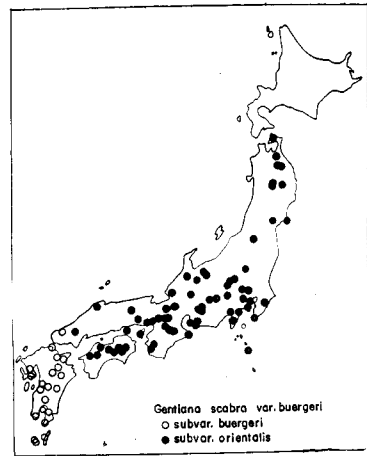 Gentiana scabra var. buergeri
○ subvar. buergeri
● subvar. orientalis